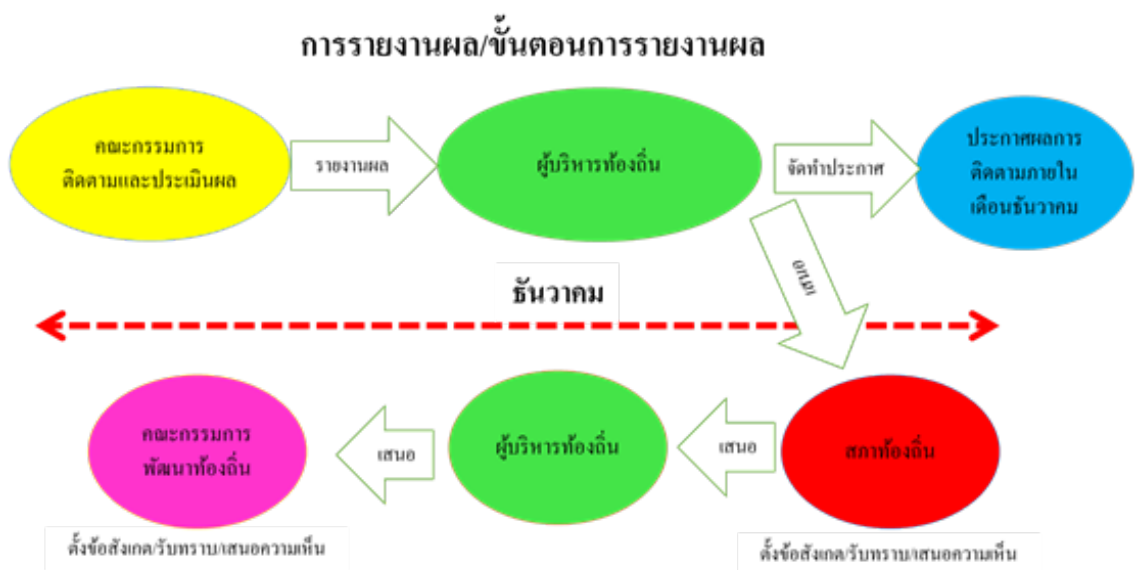 การรายงานผล/ขั้นตอนการรายงานผล
คณะกรรมการ
ติดตามและประเมินผล
รายงานผล
ผู้บริหารท้องถิ่น
จัดทำประกาศ
ประกาศผลการ
ติดตามภายใน
เดือนธันวาคม
เสนอ
ธันวาคม
คณะกรรมการ
พัฒนาท้องถิ่น
เสนอ
ผู้บริหารท้องถิ่น
เสนอ
สภาท้องถิ่น
ตั้งข้อสังเกต/รับทราบ/เสนอความเห็น
ตั้งข้อสังเกต/รับทราบ/เสนอความเห็น